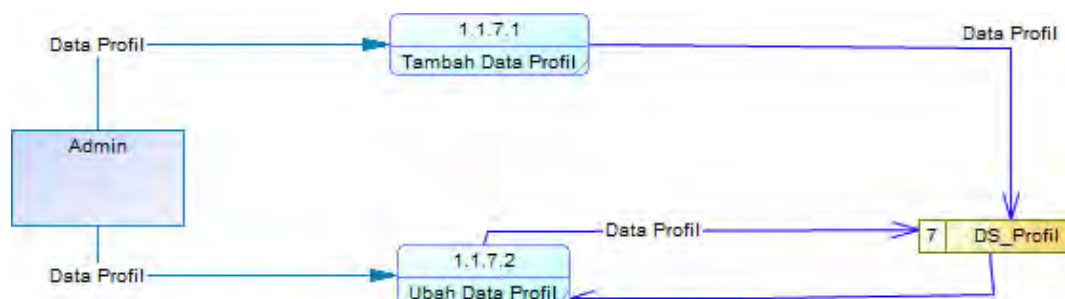 Data Profil
1.1.7.1
Tambah Data Profil
Data Profil
Admin
Data Profil
7 DS_Profil
Data Profil
1.1.7.2
Ubah Data Profil